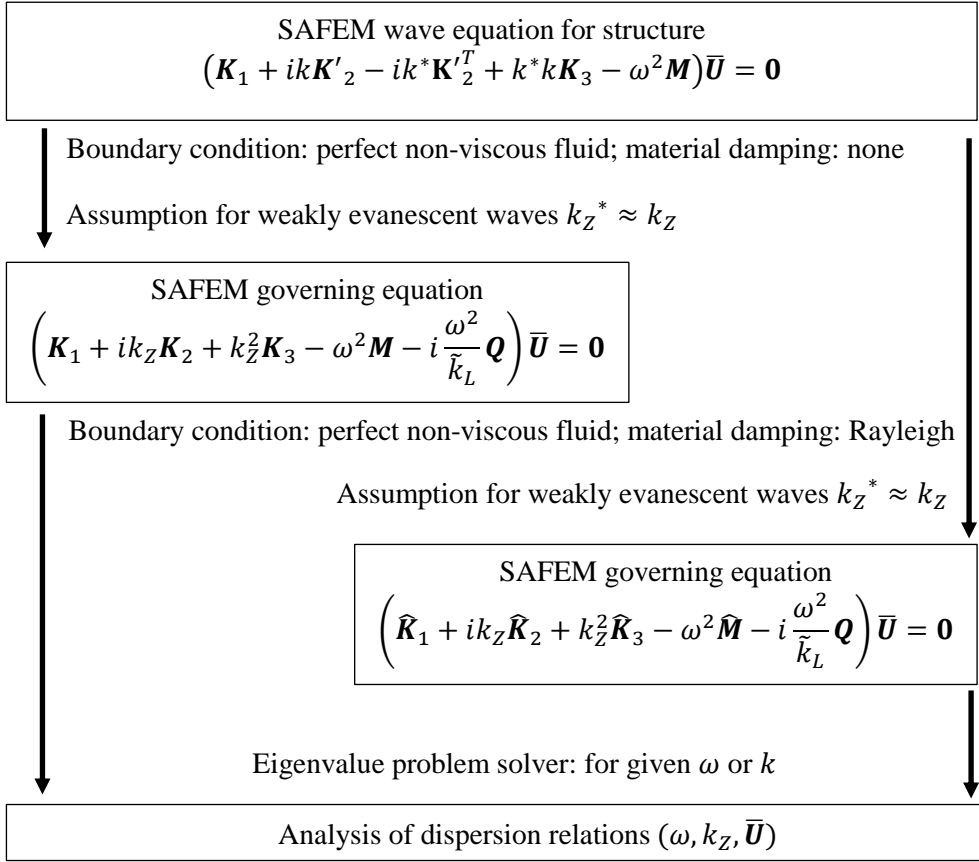 SAFEM wave equation for structure
(𝑲₁ + 𝑖𝑘𝑲′₂ − 𝑖𝑘*𝐊′₂ᵀ + 𝑘*𝑘𝑲₃ − 𝜔²𝑴)𝑼̅ = 𝟎
Boundary condition: perfect non-viscous fluid; material damping: none
Assumption for weakly evanescent waves 𝑘_𝑍* ≈ 𝑘_𝑍
SAFEM governing equation
(𝑲₁ + 𝑖𝑘_𝑍𝑲₂ + 𝑘_𝑍²𝑲₃ − 𝜔²𝑴 − 𝑖 𝜔²/𝑘̃_𝐿 𝑸) 𝑼̅ = 𝟎
Boundary condition: perfect non-viscous fluid; material damping: Rayleigh
Assumption for weakly evanescent waves 𝑘_𝑍* ≈ 𝑘_𝑍
SAFEM governing equation
(𝑲̂₁ + 𝑖𝑘_𝑍𝑲̂₂ + 𝑘_𝑍²𝑲̂₃ − 𝜔²𝑴̂ − 𝑖 𝜔²/𝑘̃_𝐿 𝑸) 𝑼̅ = 𝟎
Eigenvalue problem solver: for given 𝜔 or 𝑘
Analysis of dispersion relations (𝜔, 𝑘_𝑍, 𝐔̅)